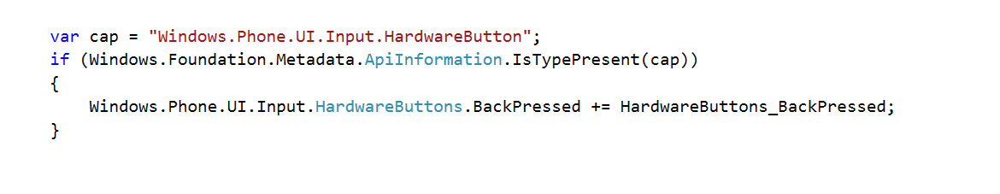 var cap = "Windows.Phone.UI.Input.HardwareButton";
if (Windows.Foundation.Metadata.ApiInformation.IsTypePresent(cap))
{
    Windows.Phone.UI.Input.HardwareButtons.BackPressed += HardwareButtons_BackPressed;
}